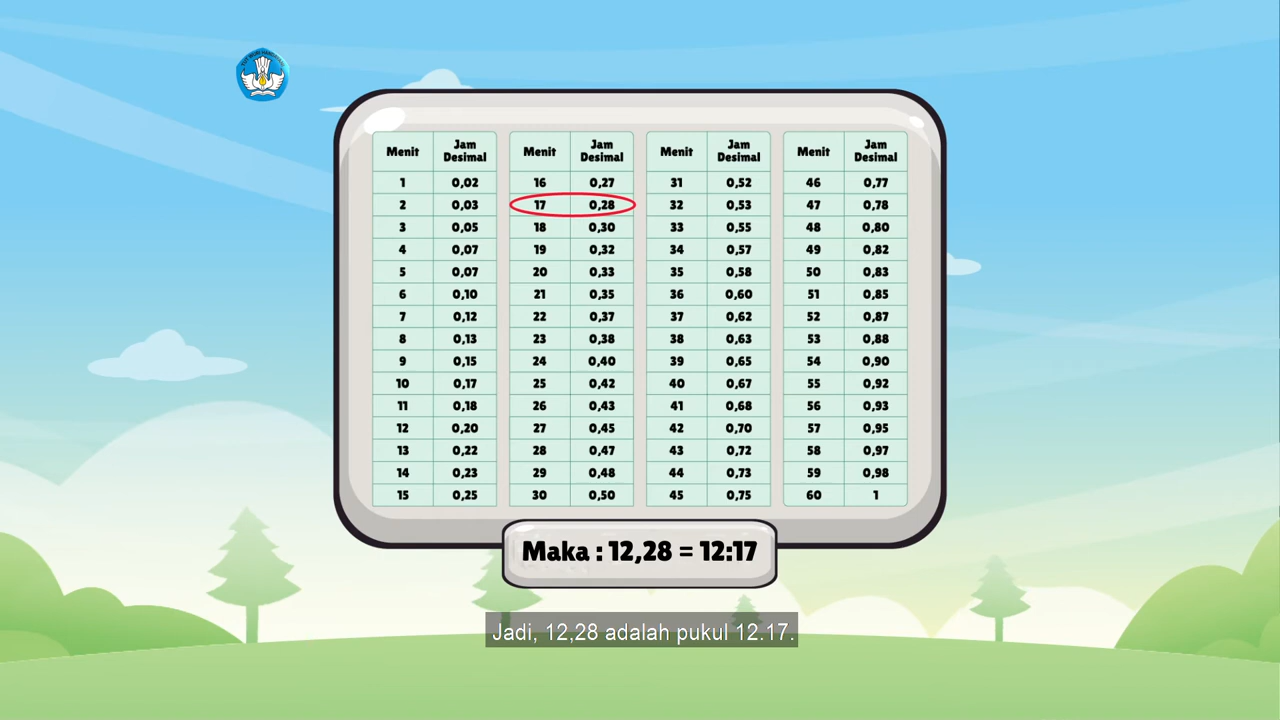 Menit Jam Desimal Menit Jam Desimal Menit Jam Desimal Menit Jam Desimal
1 0,02 16 0,27 31 0,52 46 0,77
2 0,03 17 0,28 32 0,53 47 0,78
3 0,05 18 0,30 33 0,55 48 0,80
4 0,07 19 0,32 34 0,57 49 0,82
5 0,07 20 0,33 35 0,58 50 0,83
6 0,10 21 0,35 36 0,60 51 0,85
7 0,12 22 0,37 37 0,62 52 0,87
8 0,13 23 0,38 38 0,63 53 0,88
9 0,15 24 0,40 39 0,65 54 0,90
10 0,17 25 0,42 40 0,67 55 0,92
11 0,18 26 0,43 41 0,68 56 0,93
12 0,20 27 0,45 42 0,70 57 0,95
13 0,22 28 0,47 43 0,72 58 0,97
14 0,23 29 0,48 44 0,73 59 0,98
15 0,25 30 0,50 45 0,75 60 1
Maka : 12,28 = 12:17
Jadi, 12,28 adalah pukul 12.17.